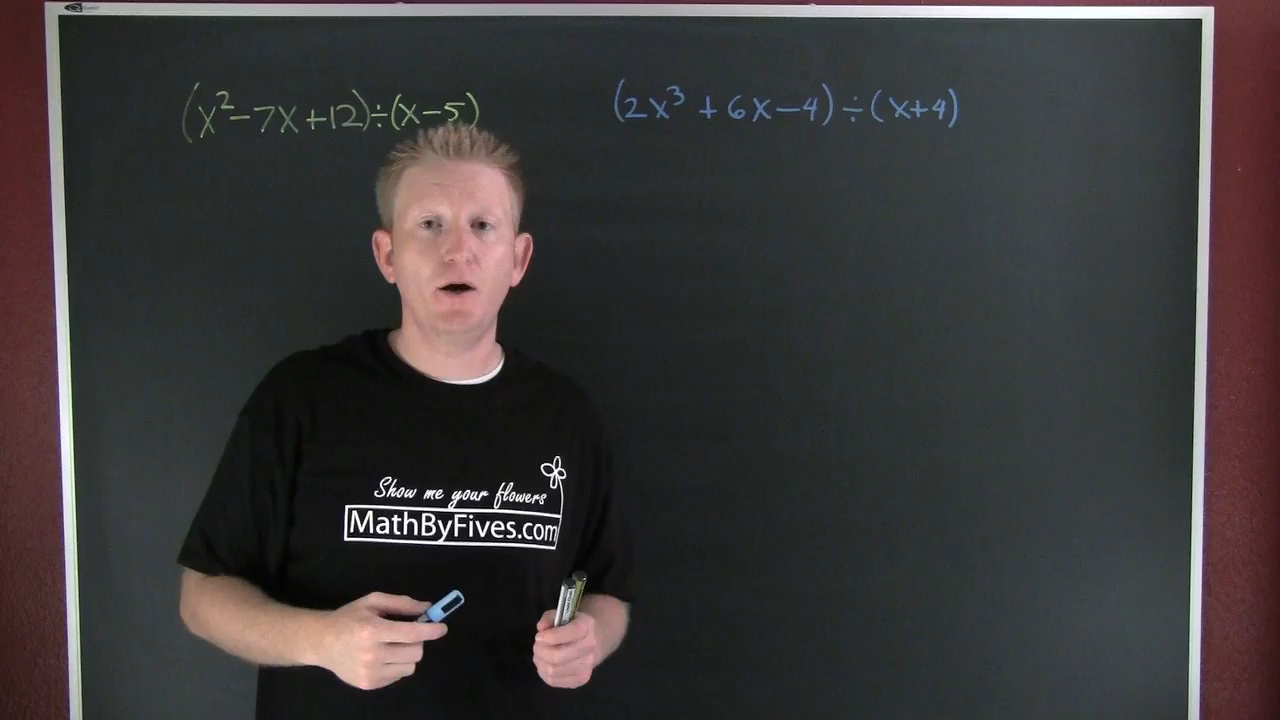 (x² − 7x + 12) ÷ (x − 5)
(2x³ + 6x − 4) ÷ (x + 4)
Show me your flowers
MathByFives.com